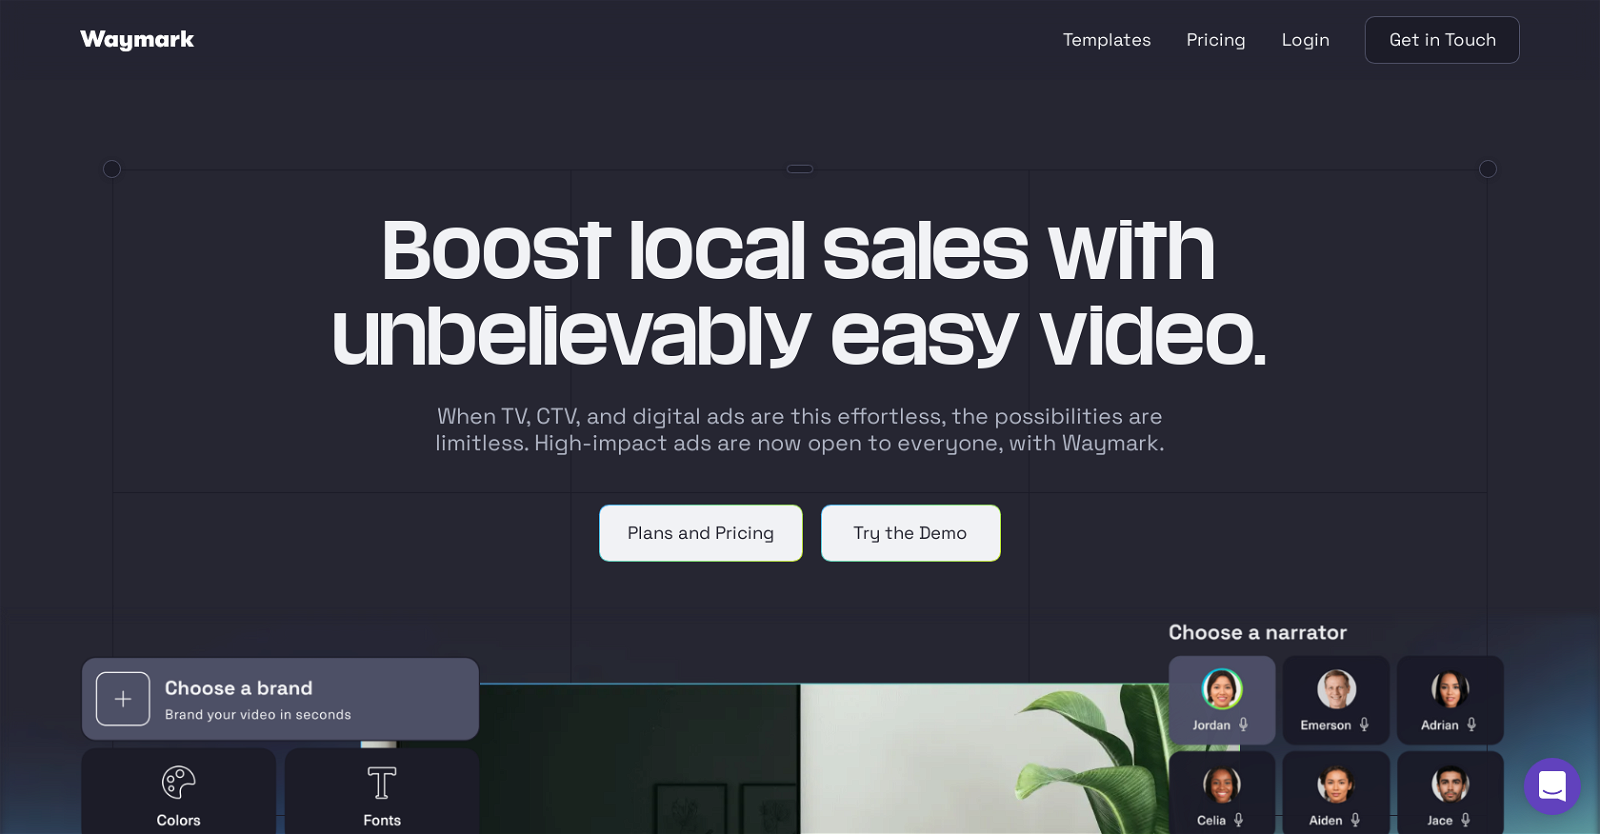 Waymark
Templates
Pricing
Login
Get in Touch
Boost local sales with
unbelievably easy video.
When TV, CTV, and digital ads are this effortless, the possibilities are
limitless. High-impact ads are now open to everyone, with Waymark.
Plans and Pricing
Try the Demo
Choose a brand
Brand your video in seconds
Colors
Fonts
Choose a narrator
Jordan
Emerson
Adrian
Celia
Aiden
Jace